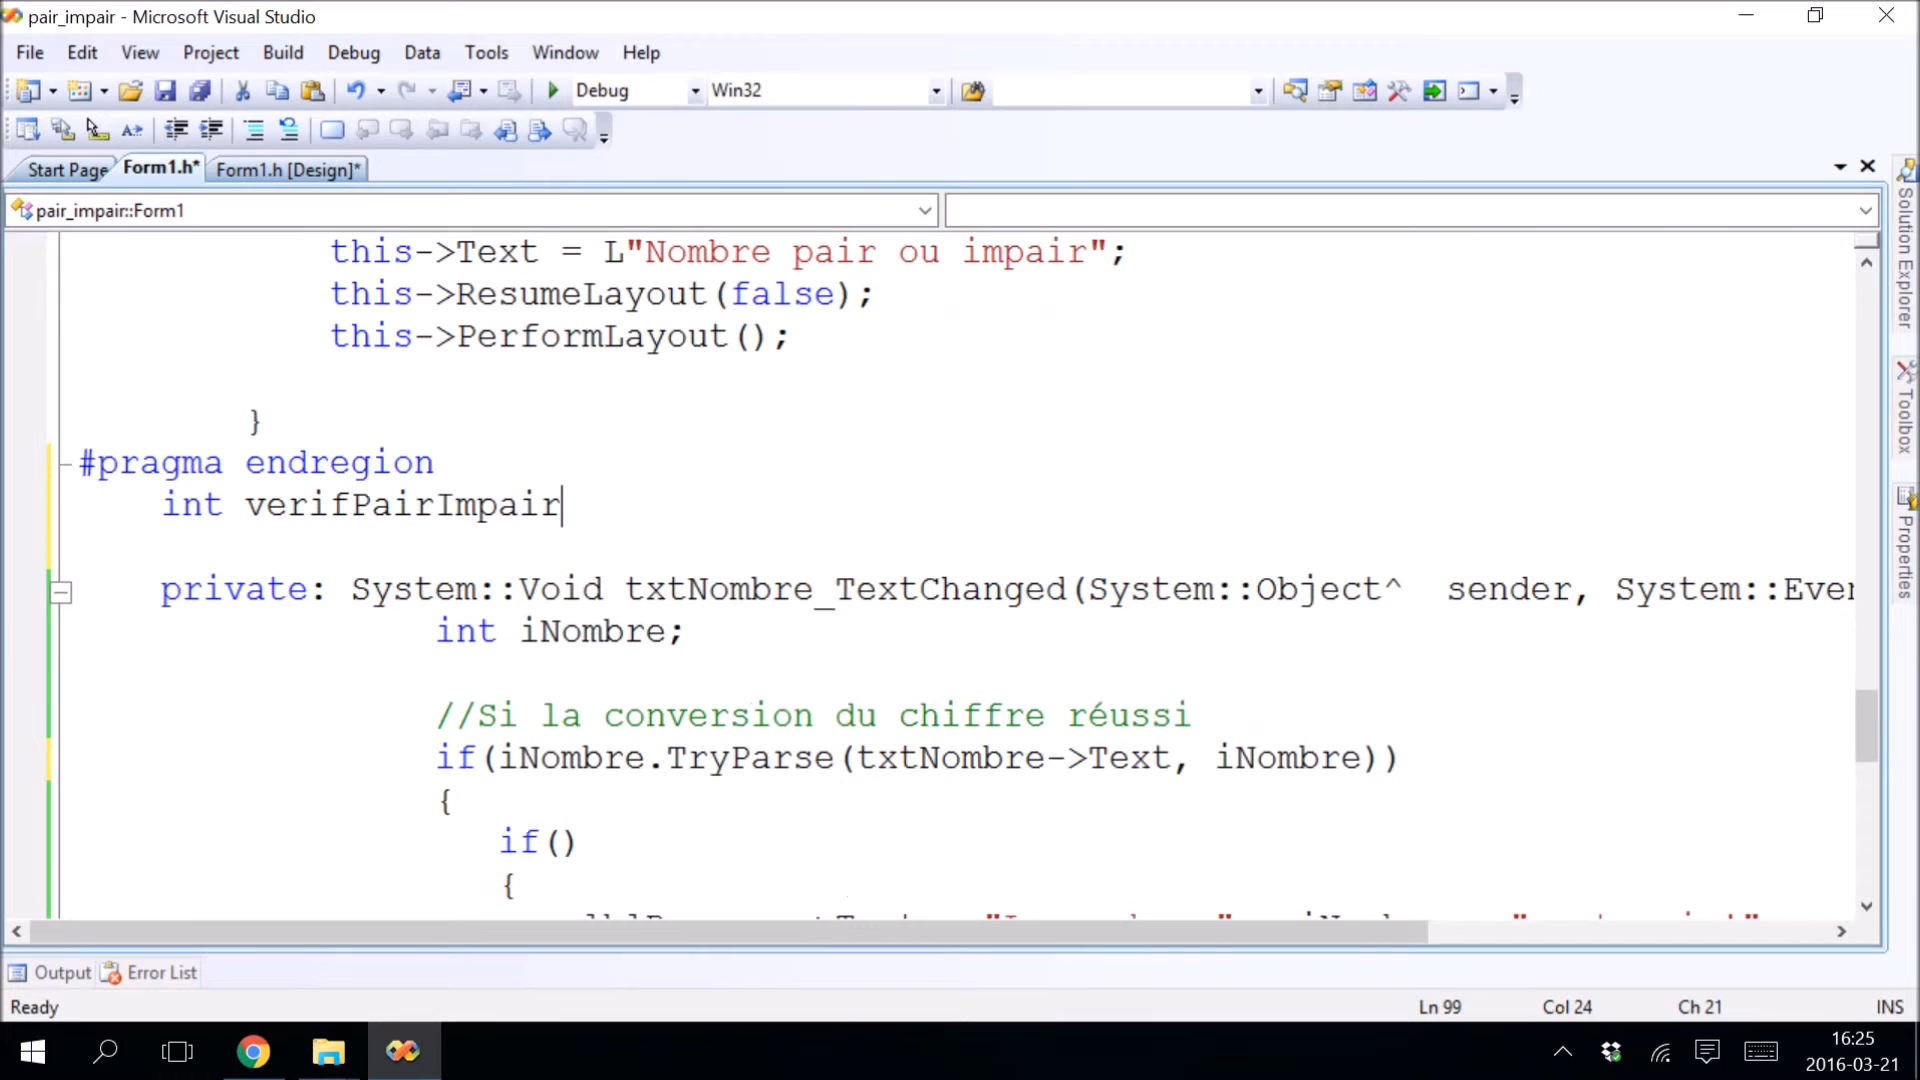 pair_impair - Microsoft Visual Studio
File Edit View Project Build Debug Data Tools Window Help
Debug Win32
Start Page Form1.h* Form1.h [Design]*
pair_impair::Form1
this->Text = L"Nombre pair ou impair";
this->ResumeLayout(false);
this->PerformLayout();
}
#pragma endregion
int verifPairImpair
private: System::Void txtNombre_TextChanged(System::Object^ sender, System::Even
int iNombre;
//Si la conversion du chiffre réussi
if(iNombre.TryParse(txtNombre->Text, iNombre))
{
if()
{
Solution Explorer
Toolbox
Properties
Output Error List
Ready Ln 99 Col 24 Ch 21 INS
16:25
2016-03-21